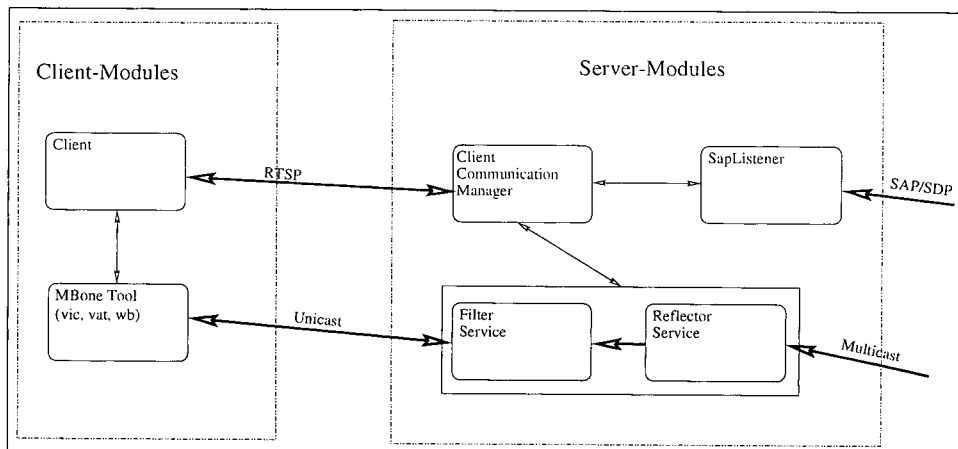 Client-Modules
Server-Modules
Client
RTSP
Client
Communication
Manager
SapListener
SAP/SDP
MBone Tool
(vic, vat, wb)
Unicast
Filter
Service
Reflector
Service
Multicast